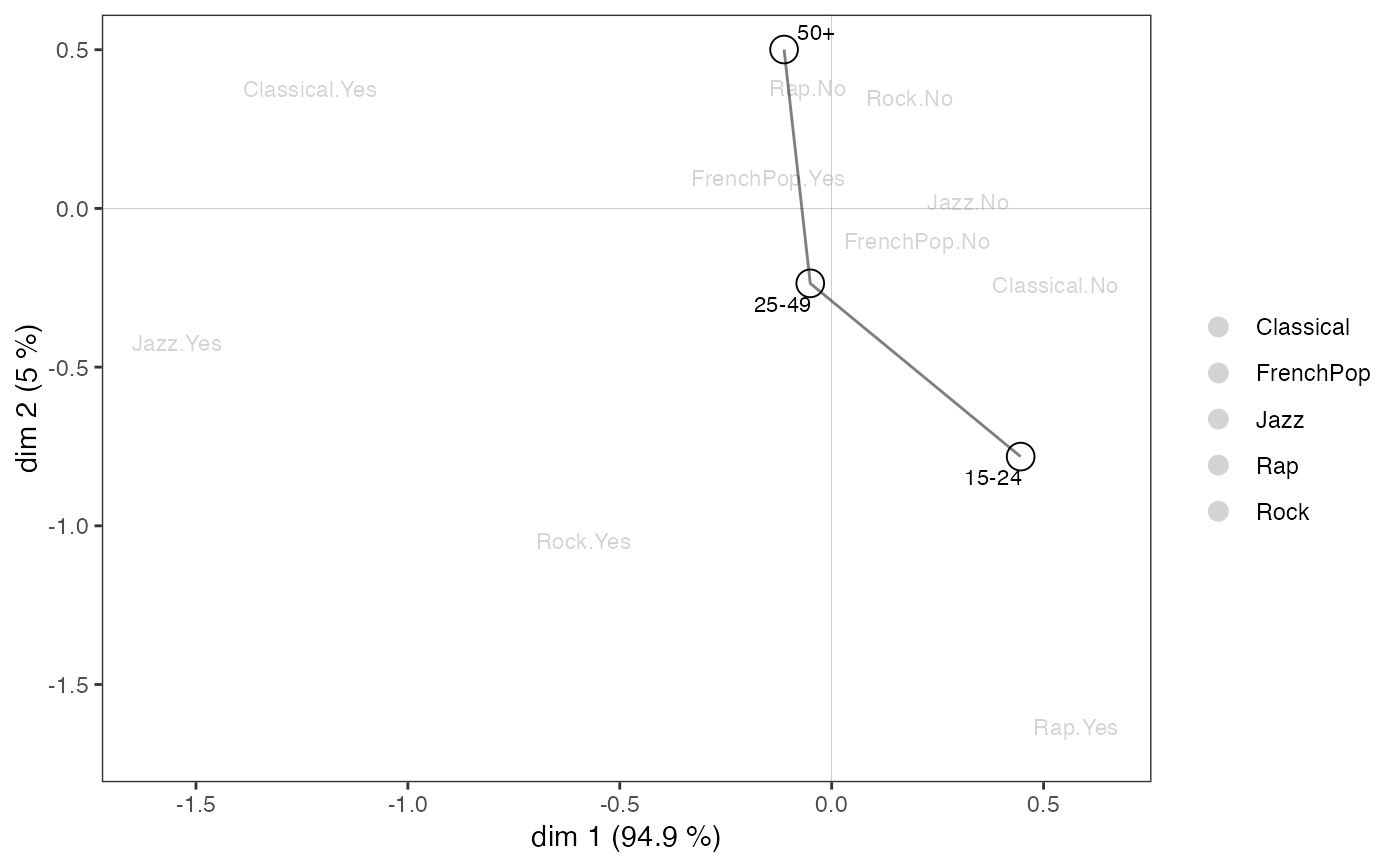 50+
0.5
Classical.Yes
Rap.No
Rock.No
FrenchPop.Yes
Jazz.No
0.0
FrenchPop.No
Classical.No
25-49
Classical
Jazz.Yes
-0.5
FrenchPop
Jazz
15-24
Rap
Rock
-1.0
Rock.Yes
-1.5
Rap.Yes
-1.5
-1.0
-0.5
0.0
0.5
dim 1 (94.9 %)
dim 2 (5 %)